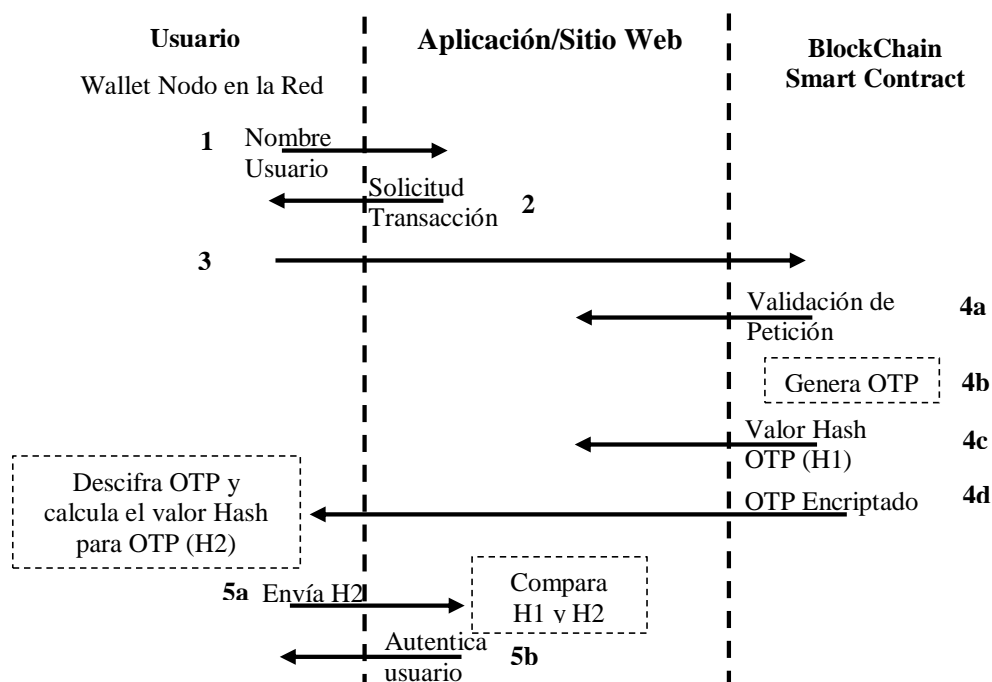 Usuario
Aplicación/Sitio Web
BlockChain
Smart Contract
Wallet Nodo en la Red
1
Nombre
Usuario
Solicitud
Transacción
2
3
Validación de
Petición
4a
Genera OTP
4b
Valor Hash
OTP (H1)
4c
Descifra OTP y
calcula el valor Hash
para OTP (H2)
OTP Encriptado
4d
5a Envía H2
Compara
H1 y H2
Autentica
usuario
5b